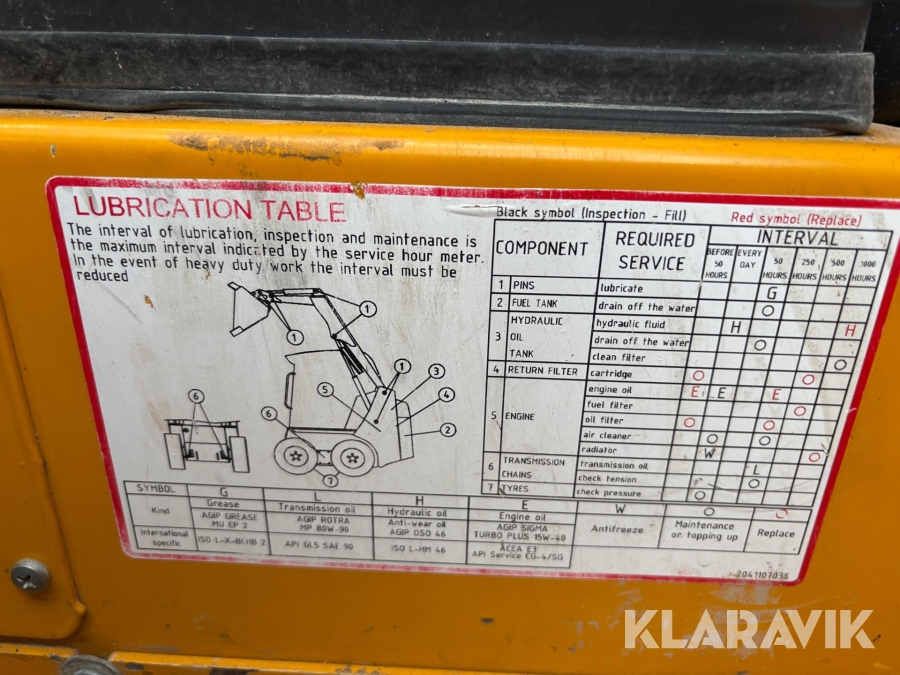 LUBRICATION TABLE
The interval of lubrication, inspection and maintenance is
the maximum interval indicated by the service hour meter.
In the event of heavy duty work the interval must be
reduced
1
1
1
2
3
4
5
6
6
7
Black symbol (Inspection - Fill) Red symbol (Replace)
COMPONENT REQUIRED SERVICE INTERVAL
BEFORE 50 HOURS EVERY DAY 50 HOURS 250 HOURS 500 HOURS 1000 HOURS
1 PINS lubricate G
2 FUEL TANK drain off the water O
3 HYDRAULIC OIL TANK hydraulic fluid H H
drain off the water O
clean filter O
4 RETURN FILTER cartridge O O
5 ENGINE engine oil E E E
fuel filter O
oil filter O O
air cleaner O O
radiator W O
6 TRANSMISSION CHAINS transmission oil L
check tension O
7 TYRES check pressure O
SYMBOL G L H E W O O
Kind Grease Transmission oil Hydraulic oil Engine oil Antifreeze Maintenance or topping up Replace
AGIP GREASE MU EP 2 AGIP ROTRA MP 80W-90 Anti-wear oil AGIP OSO 46 AGIP SIGMA TURBO PLUS 15W-40
International specific ISO L-X-BCHB 2 API GL5 SAE 90 ISO L-HM 46 ACEA E3 API Service CG-4/SG
7041107036
KLARAVIK